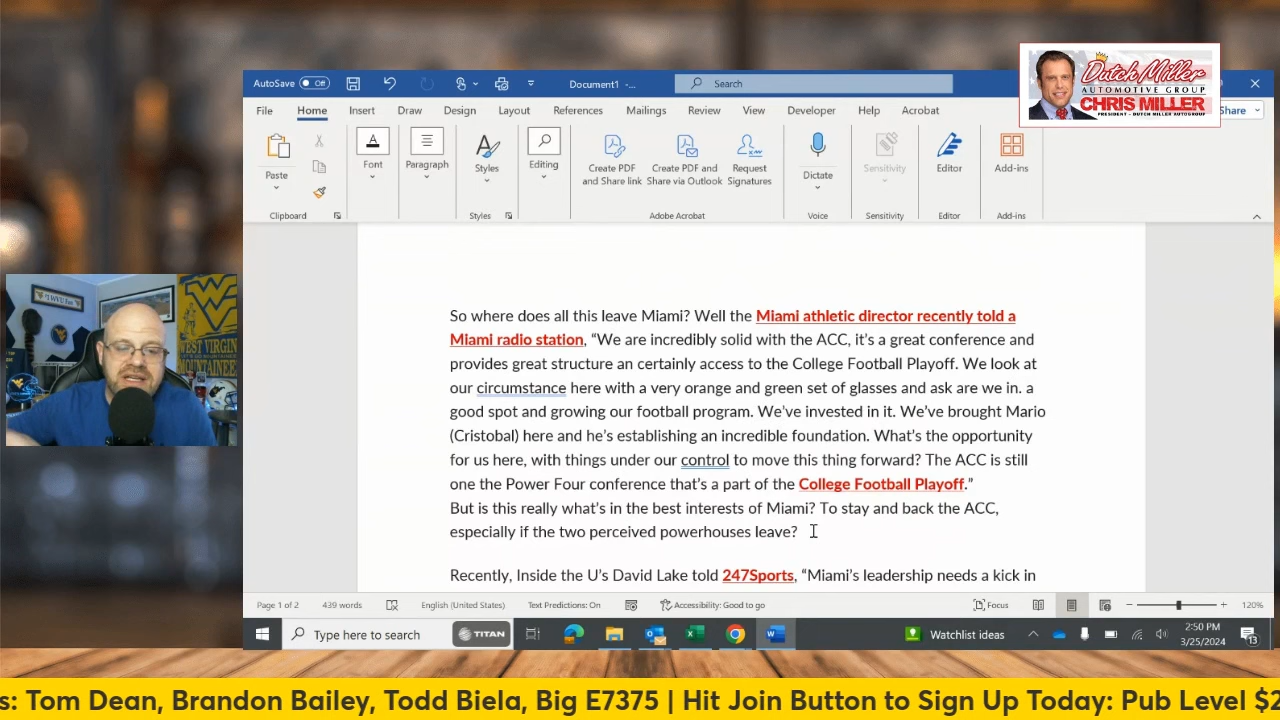 AutoSave Off Document1 -... Search
Dutch Miller
AUTOMOTIVE GROUP
CHRIS MILLER
PRESIDENT - DUTCH MILLER AUTOGROUP
File Home Insert Draw Design Layout References Mailings Review View Developer Help Acrobat Share
Paste Font Paragraph Styles Editing Create PDF and Share link Create PDF and Share via Outlook Request Signatures Dictate Sensitivity Editor Add-ins
Clipboard Styles Adobe Acrobat Voice Sensitivity Editor Add-ins
So where does all this leave Miami? Well the Miami athletic director recently told a
Miami radio station, “We are incredibly solid with the ACC, it’s a great conference and
provides great structure an certainly access to the College Football Playoff. We look at
our circumstance here with a very orange and green set of glasses and ask are we in. a
good spot and growing our football program. We’ve invested in it. We’ve brought Mario
(Cristobal) here and he’s establishing an incredible foundation. What’s the opportunity
for us here, with things under our control to move this thing forward? The ACC is still
one the Power Four conference that’s a part of the College Football Playoff.”
But is this really what’s in the best interests of Miami? To stay and back the ACC,
especially if the two perceived powerhouses leave?
Recently, Inside the U’s David Lake told 247Sports, “Miami’s leadership needs a kick in
WEST VIRGINIA
MOUNTAINEERS
Page 1 of 2 439 words English (United States) Text Predictions: On Accessibility: Good to go Focus 120%
Type here to search TITAN Watchlist ideas 2:50 PM
3/25/2024
13
s: Tom Dean, Brandon Bailey, Todd Biela, Big E7375 | Hit Join Button to Sign Up Today: Pub Level $2